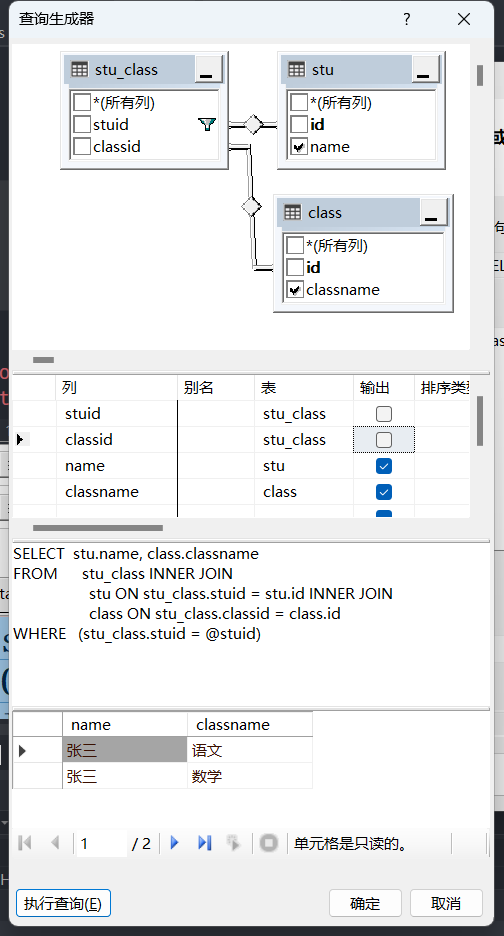 查询生成器
?
stu_class
*(所有列)
stuid
classid
stu
*(所有列)
id
name
class
*(所有列)
id
classname
列 别名 表 输出
stuid stu_class
classid stu_class
name stu
classname class
SELECT stu.name, class.classname
FROM stu_class INNER JOIN
stu ON stu_class.stuid = stu.id INNER JOIN
class ON stu_class.classid = class.id
WHERE (stu_class.stuid = @stuid)
name classname
张三 语文
张三 数学
1 / 2 单元格是只读的。
执行查询(E) 确定 取消